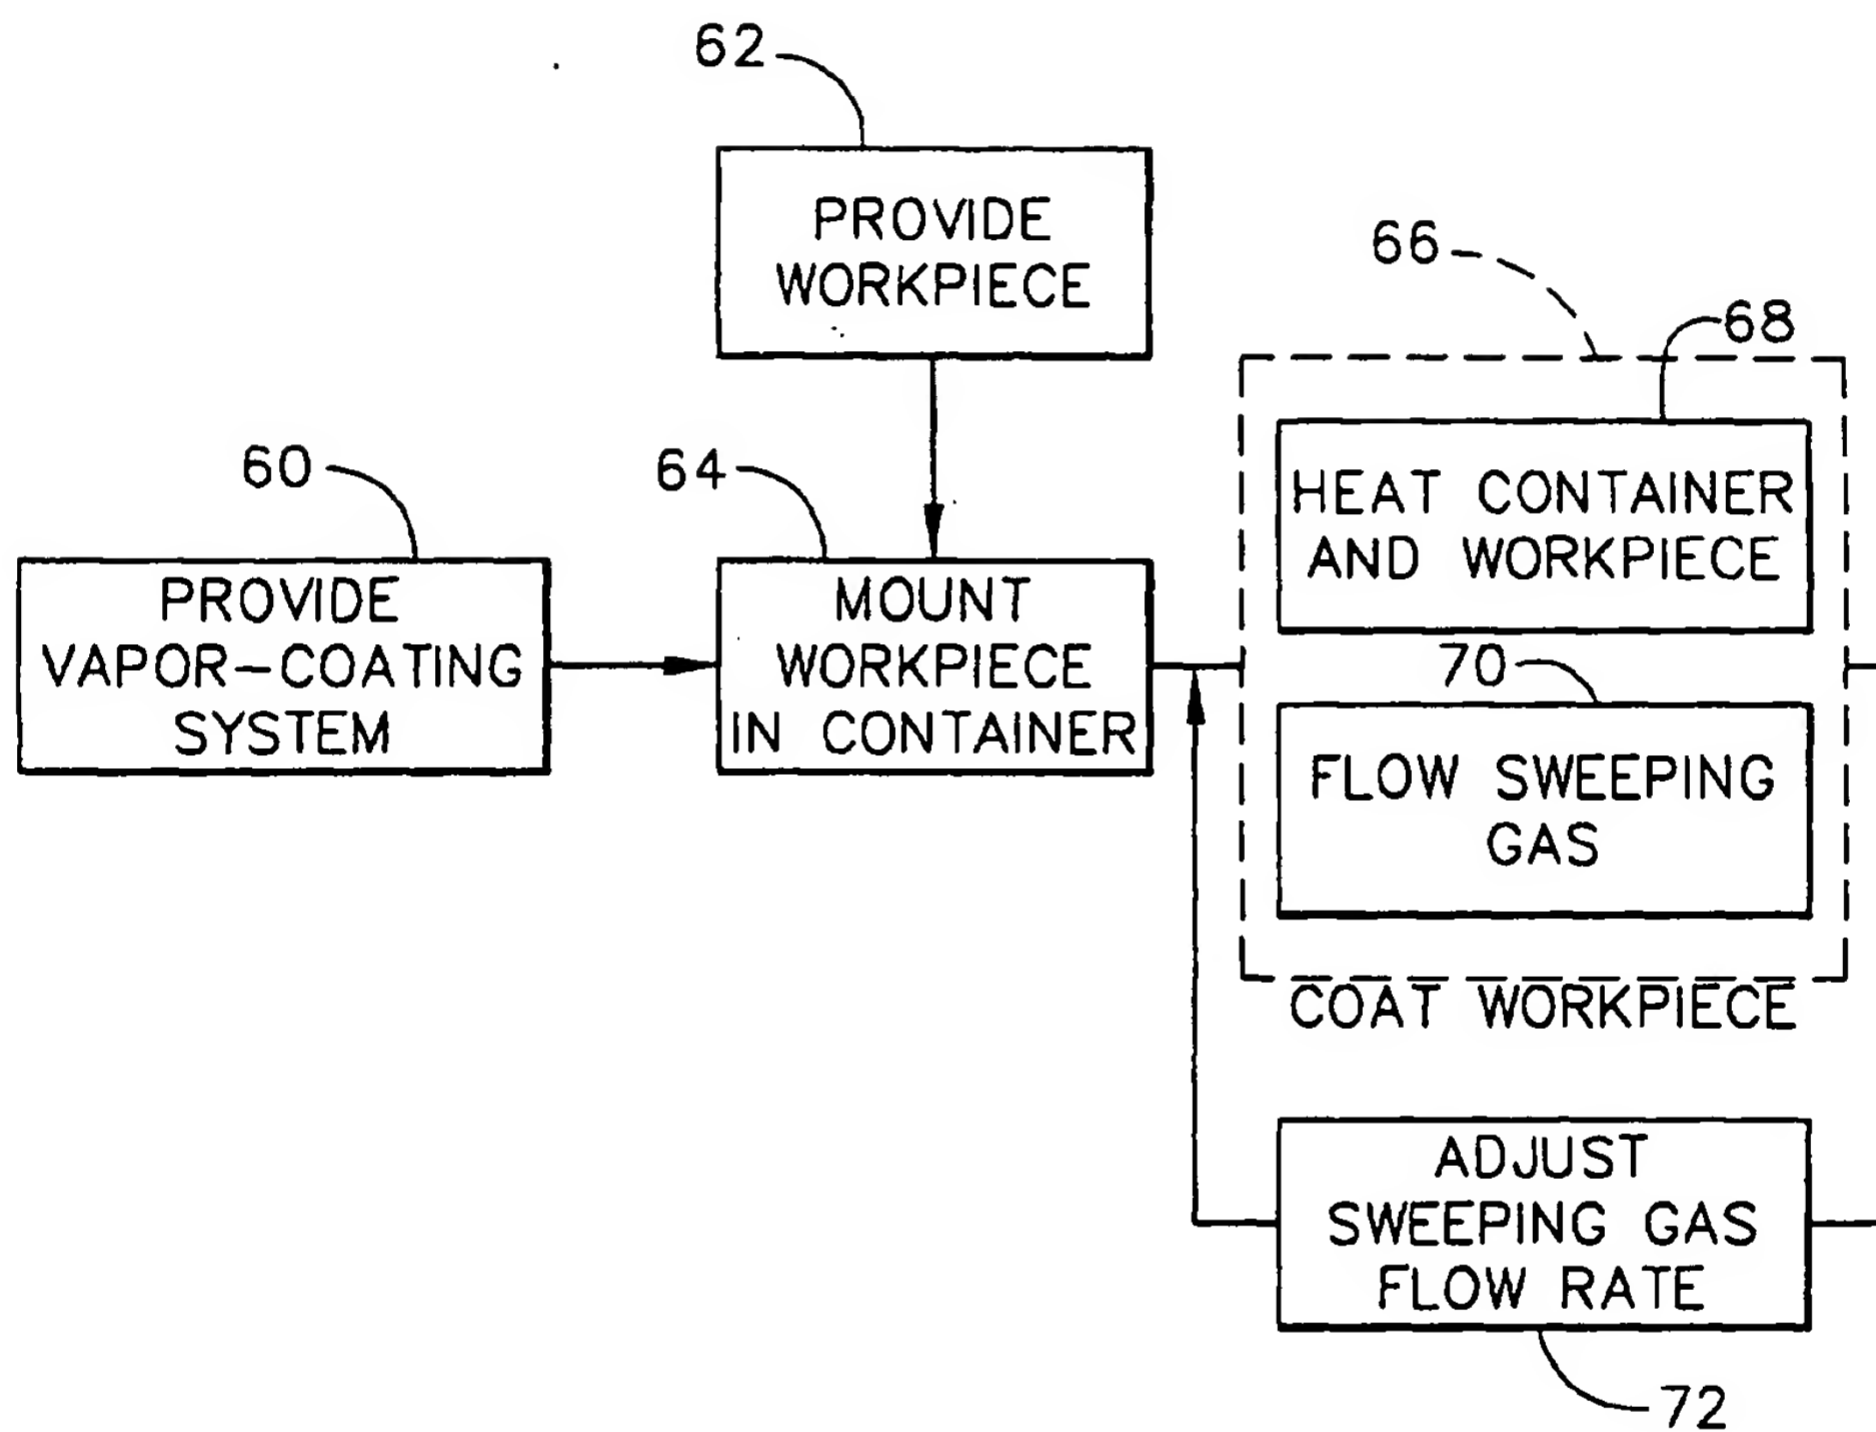 62
PROVIDE
WORKPIECE
66
68
HEAT CONTAINER
AND WORKPIECE
60
PROVIDE
VAPOR-COATING
SYSTEM
64
MOUNT
WORKPIECE
IN CONTAINER
70
FLOW SWEEPING
GAS
COAT WORKPIECE
ADJUST
SWEEPING GAS
FLOW RATE
72